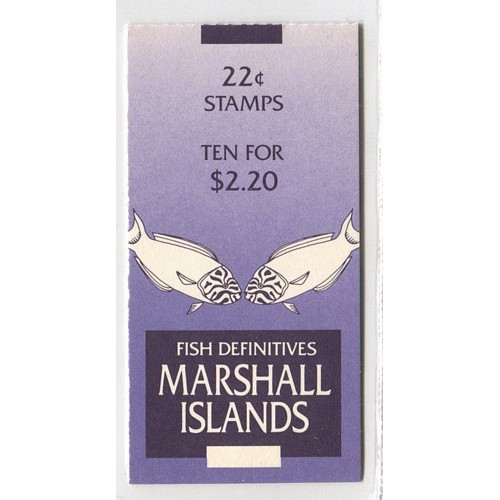 22¢
STAMPS
TEN FOR
$2.20
FISH DEFINITIVES
MARSHALL
ISLANDS